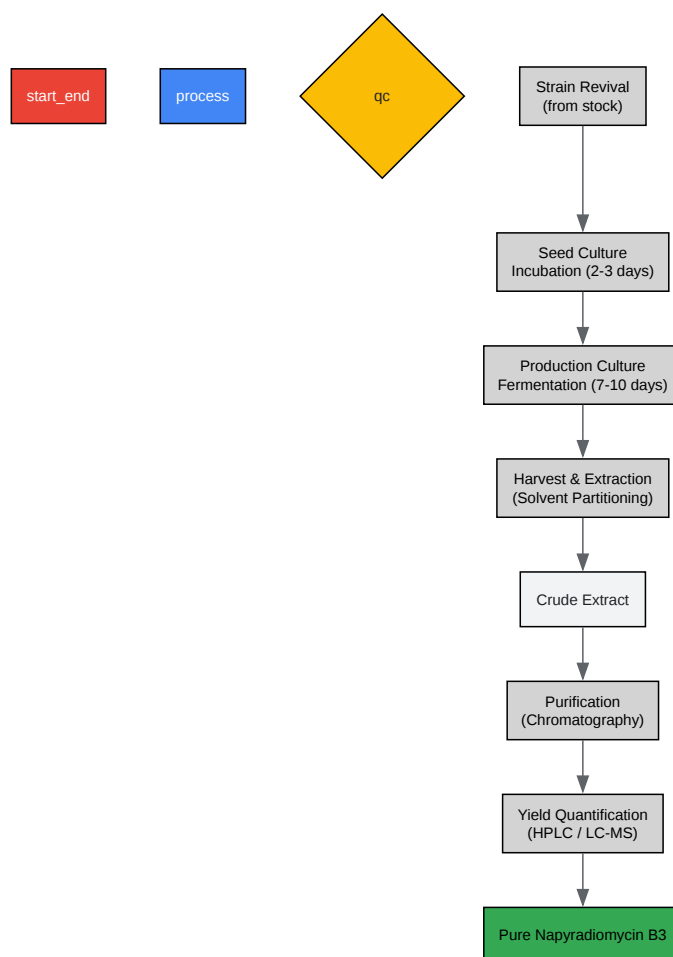 start_end
process
qc
Strain Revival
(from stock)
Seed Culture
Incubation (2-3 days)
Production Culture
Fermentation (7-10 days)
Harvest & Extraction
(Solvent Partitioning)
Crude Extract
Purification
(Chromatography)
Yield Quantification
(HPLC / LC-MS)
Pure Napyradiomycin B3